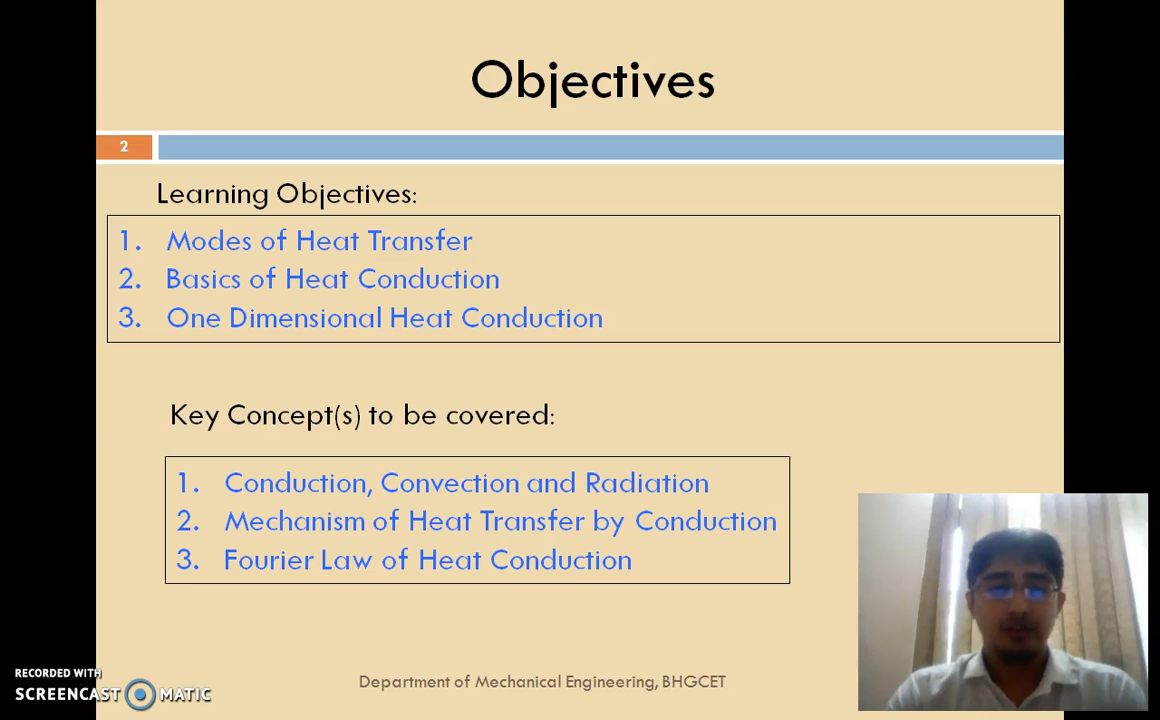 Objectives
2
Learning Objectives:
1. Modes of Heat Transfer
2. Basics of Heat Conduction
3. One Dimensional Heat Conduction
Key Concept(s) to be covered:
1. Conduction, Convection and Radiation
2. Mechanism of Heat Transfer by Conduction
3. Fourier Law of Heat Conduction
RECORDED WITH
SCREENCAST MATIC
Department of Mechanical Engineering, BHGCET